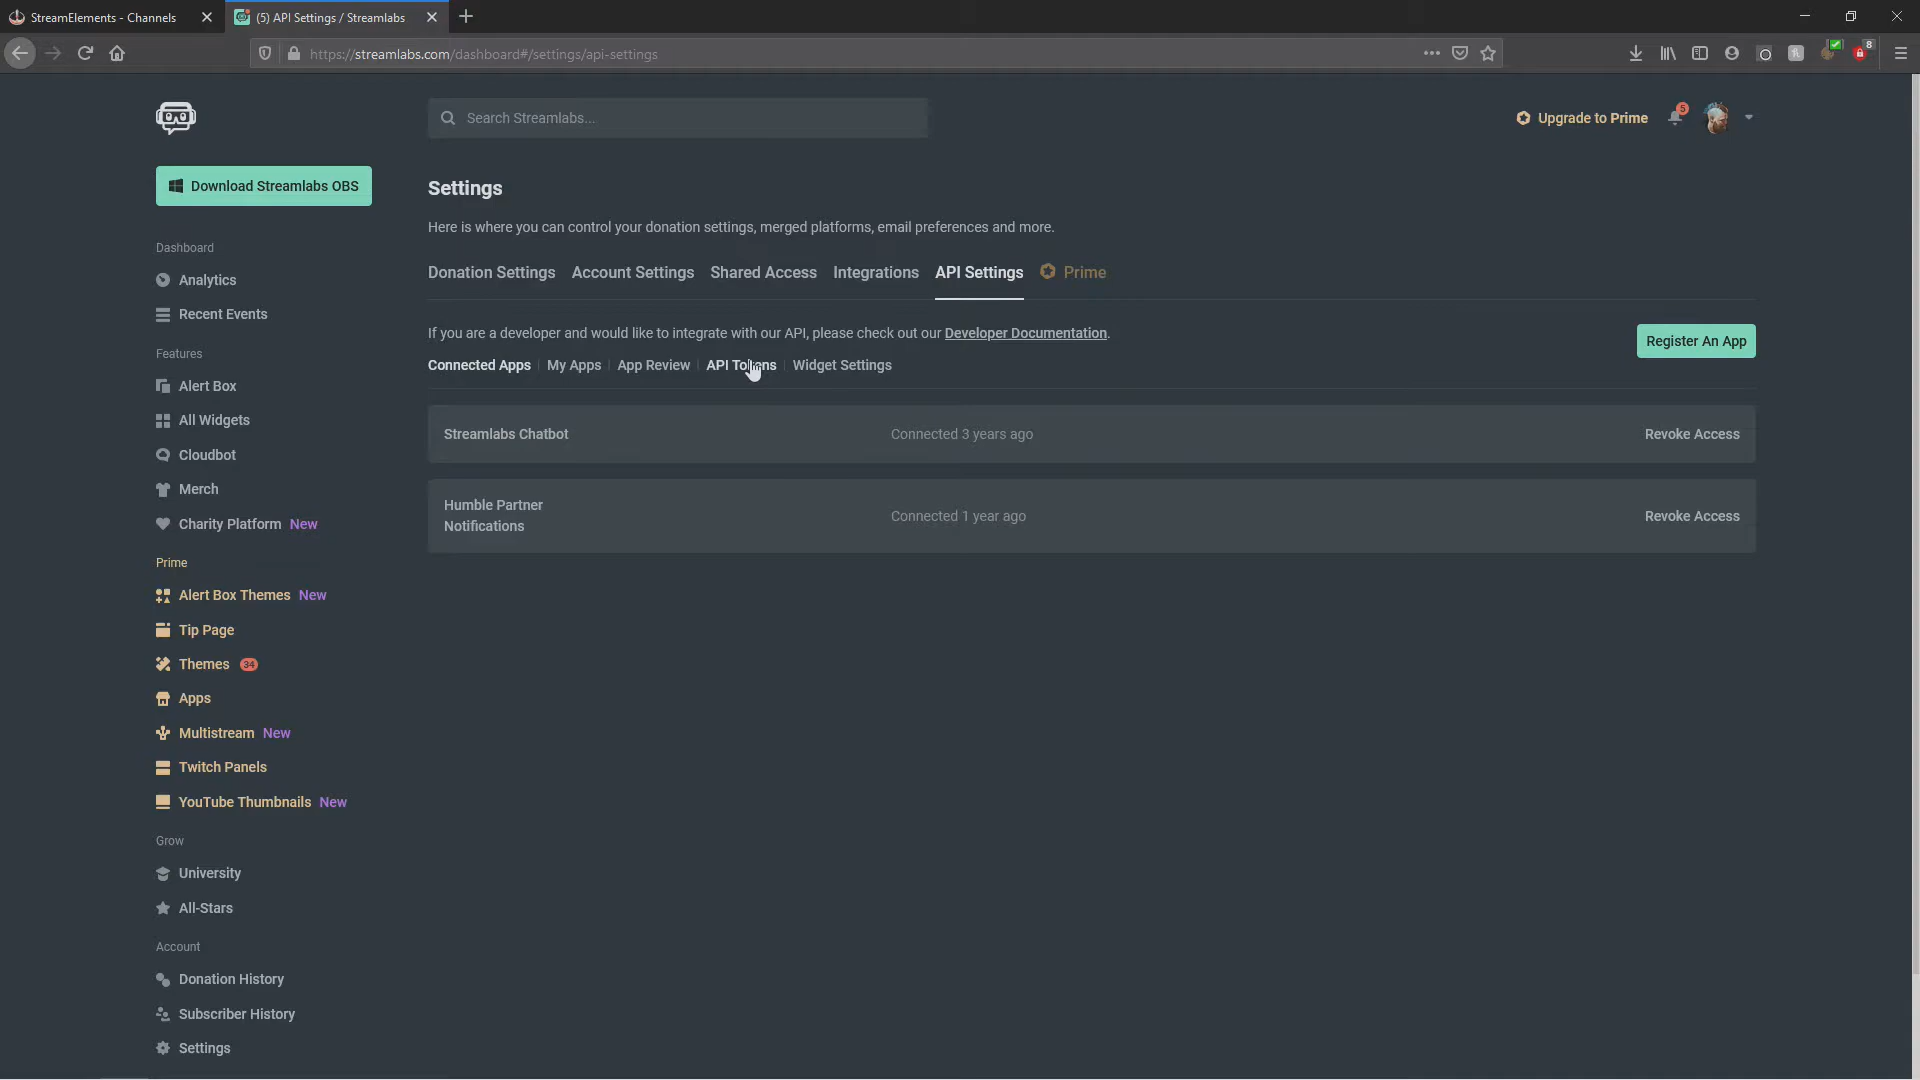 StreamElements - Channels
(5) API Settings / Streamlabs
https://streamlabs.com/dashboard#/settings/api-settings
8
Search Streamlabs...
Upgrade to Prime
5
Download Streamlabs OBS
Settings
Here is where you can control your donation settings, merged platforms, email preferences and more.
Donation Settings
Account Settings
Shared Access
Integrations
API Settings
Prime
If you are a developer and would like to integrate with our API, please check out our Developer Documentation.
Register An App
Connected Apps
My Apps
App Review
API Tokens
Widget Settings
Streamlabs Chatbot
Connected 3 years ago
Revoke Access
Humble Partner
Notifications
Connected 1 year ago
Revoke Access
Dashboard
Analytics
Recent Events
Features
Alert Box
All Widgets
Cloudbot
Merch
Charity Platform New
Prime
Alert Box Themes New
Tip Page
Themes 34
Apps
Multistream New
Twitch Panels
YouTube Thumbnails New
Grow
University
All-Stars
Account
Donation History
Subscriber History
Settings